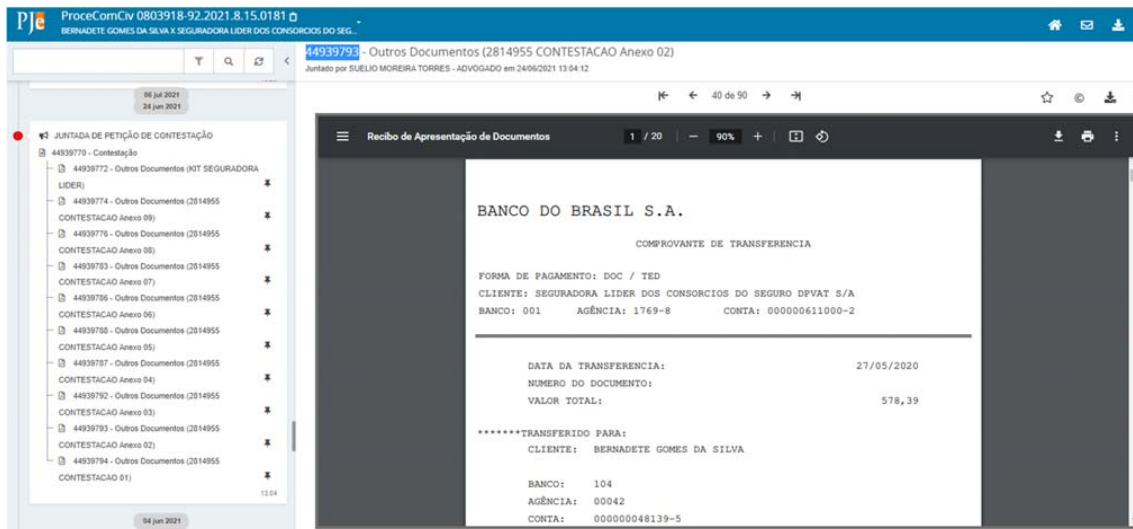 PJe
ProceComCiv 0803918-92.2021.8.15.0181
BERNADETE GOMES DA SILVA X SEGURADORA LIDER DOS CONSORCIOS DO SEG...
06 jul 2021
24 jun 2021
JUNTADA DE PETIÇÃO DE CONTESTAÇÃO
44939770 - Contestação
44939772 - Outros Documentos (KIT SEGURADORA
LIDER)
44939774 - Outros Documentos (2814955
CONTESTACAO Anexo 09)
44939776 - Outros Documentos (2814955
CONTESTACAO Anexo 08)
44939783 - Outros Documentos (2814955
CONTESTACAO Anexo 07)
44939786 - Outros Documentos (2814955
CONTESTACAO Anexo 06)
44939788 - Outros Documentos (2814955
CONTESTACAO Anexo 05)
44939787 - Outros Documentos (2814955
CONTESTACAO Anexo 04)
44939792 - Outros Documentos (2814955
CONTESTACAO Anexo 03)
44939793 - Outros Documentos (2814955
CONTESTACAO Anexo 02)
44939794 - Outros Documentos (2814955
CONTESTACAO 01)
13:04
04 jun 2021
44939793 - Outros Documentos (2814955 CONTESTACAO Anexo 02)
Juntado por SUELIO MOREIRA TORRES - ADVOGADO em 24/06/2021 13:04:12
40 de 90
Recibo de Apresentação de Documentos
1 / 20
90%
BANCO DO BRASIL S.A.
COMPROVANTE DE TRANSFERENCIA
FORMA DE PAGAMENTO: DOC / TED
CLIENTE: SEGURADORA LIDER DOS CONSORCIOS DO SEGURO DPVAT S/A
BANCO: 001 AGÊNCIA: 1769-8 CONTA: 000000611000-2
DATA DA TRANSFERENCIA: 27/05/2020
NUMERO DO DOCUMENTO:
VALOR TOTAL: 578,39
*******TRANSFERIDO PARA:
CLIENTE: BERNADETE GOMES DA SILVA
BANCO: 104
AGÊNCIA: 00042
CONTA: 000000048139-5